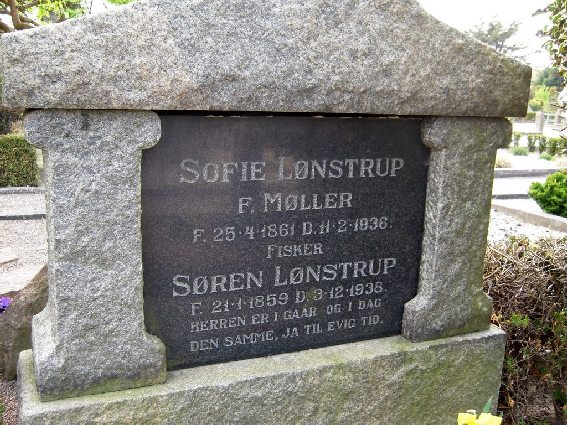 SOFIE LØNSTRUP
F. MØLLER
F. 25-4-1861 D. 11-2-1936.
FISKER
SØREN LØNSTRUP
F. 21-1-1859 D. 3-12-1938.
HERREN ER I GAAR OG I DAG
DEN SAMME, JA TIL EVIG TID.